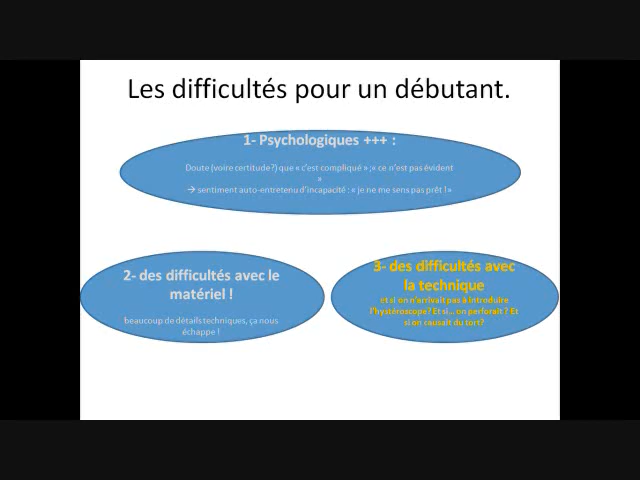 Les difficultés pour un débutant.
1- Psychologiques +++ :
Doute (voire certitude?) que « c'est compliqué » ;« ce n'est pas évident
»
→ sentiment auto-entretenu d'incapacité : « je ne me sens pas prêt ! »
2- des difficultés avec le
matériel !
beaucoup de détails techniques, ça nous
échappe !
3- des difficultés avec
la technique
et si on n'arrivait pas à introduire
l'hystéroscope? Et si... on perforait ? Et
si on causait du tort?